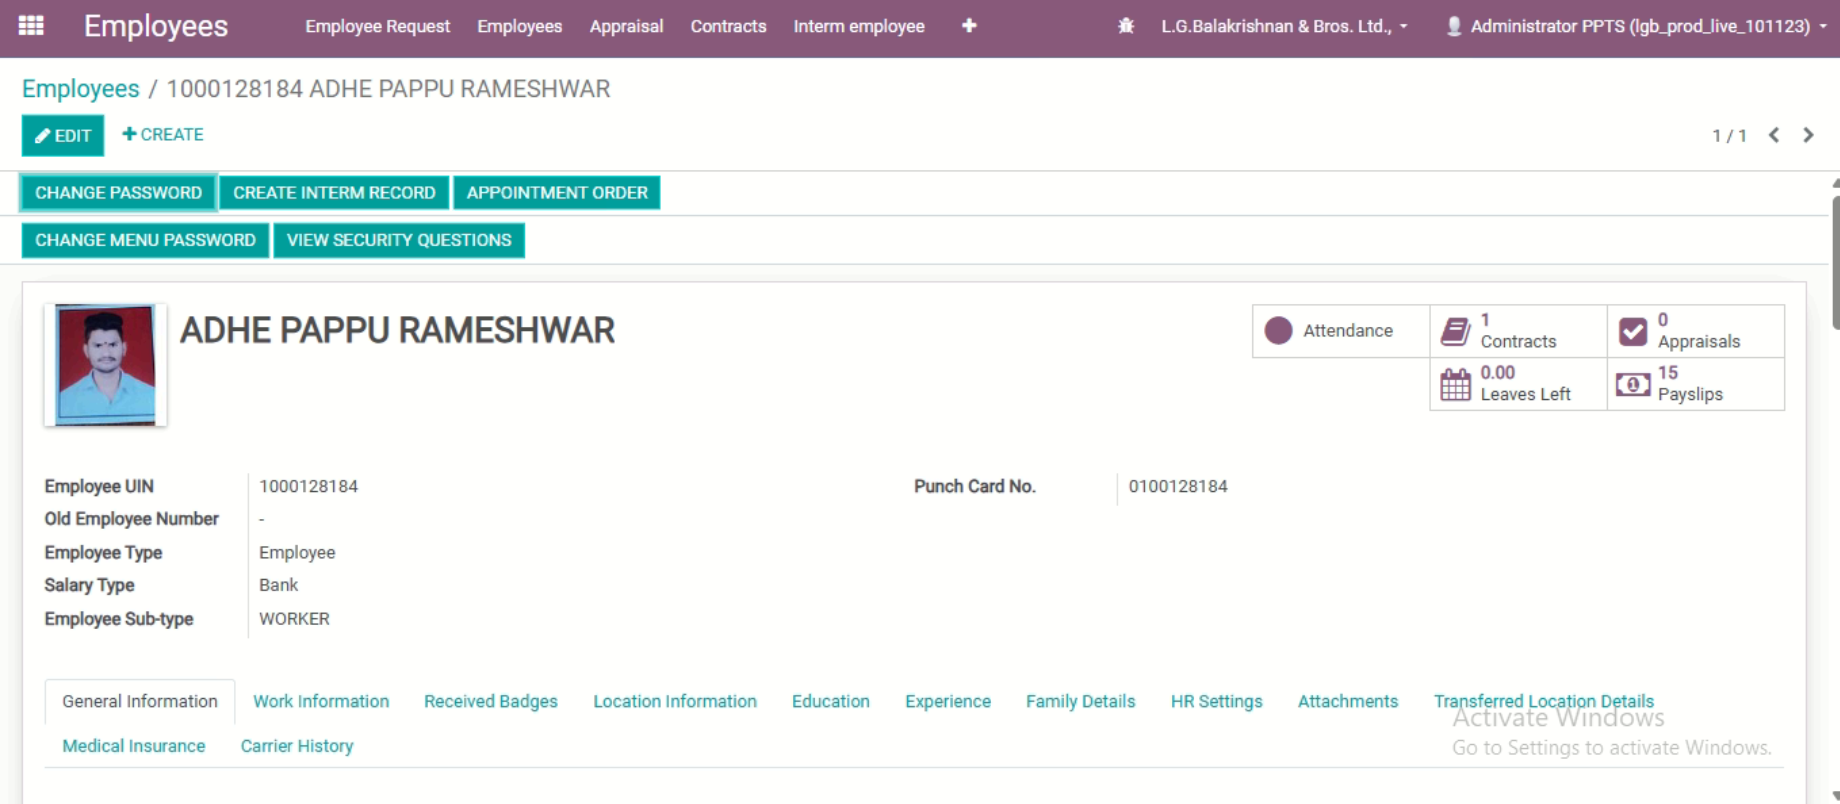 Employees Employee Request Employees Appraisal Contracts Interm employee L.G.Balakrishnan & Bros. Ltd., Administrator PPTS (lgb_prod_live_101123)
Employees / 1000128184 ADHE PAPPU RAMESHWAR
EDIT CREATE 1 / 1
CHANGE PASSWORD CREATE INTERM RECORD APPOINTMENT ORDER
CHANGE MENU PASSWORD VIEW SECURITY QUESTIONS
ADHE PAPPU RAMESHWAR
Attendance
1
Contracts
0
Appraisals
0.00
Leaves Left
15
Payslips
Employee UIN 1000128184 Punch Card No. 0100128184
Old Employee Number -
Employee Type Employee
Salary Type Bank
Employee Sub-type WORKER
General Information Work Information Received Badges Location Information Education Experience Family Details HR Settings Attachments Transferred Location Details
Medical Insurance Carrier History
Activate Windows
Go to Settings to activate Windows.